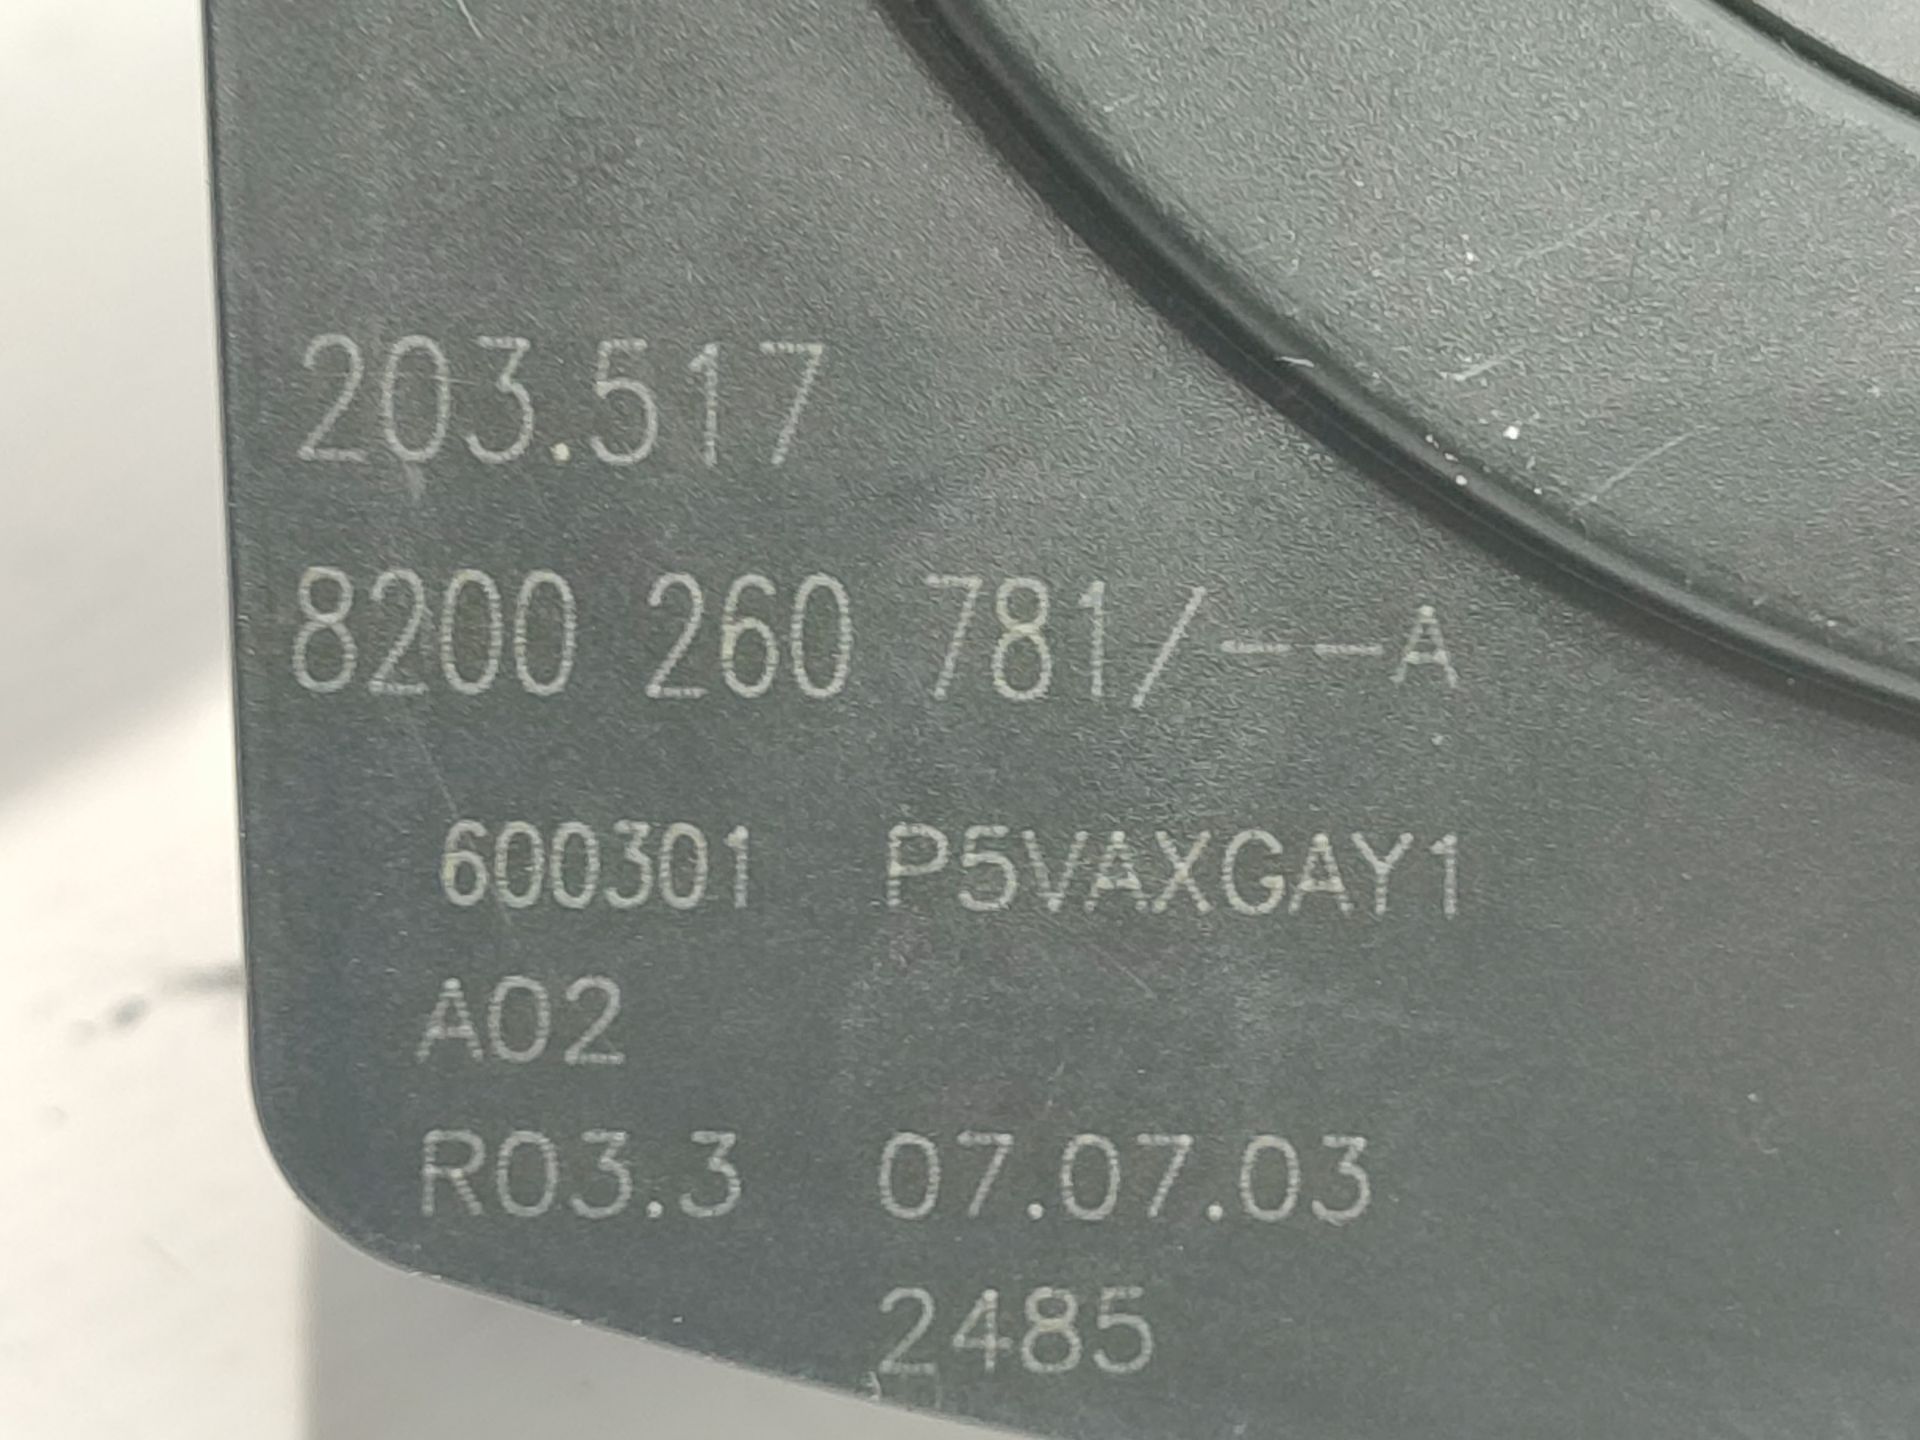 203.517
8200 260 781/--A
600301 P5VAXGAY1
A02
R03.3 07.07.03
2485